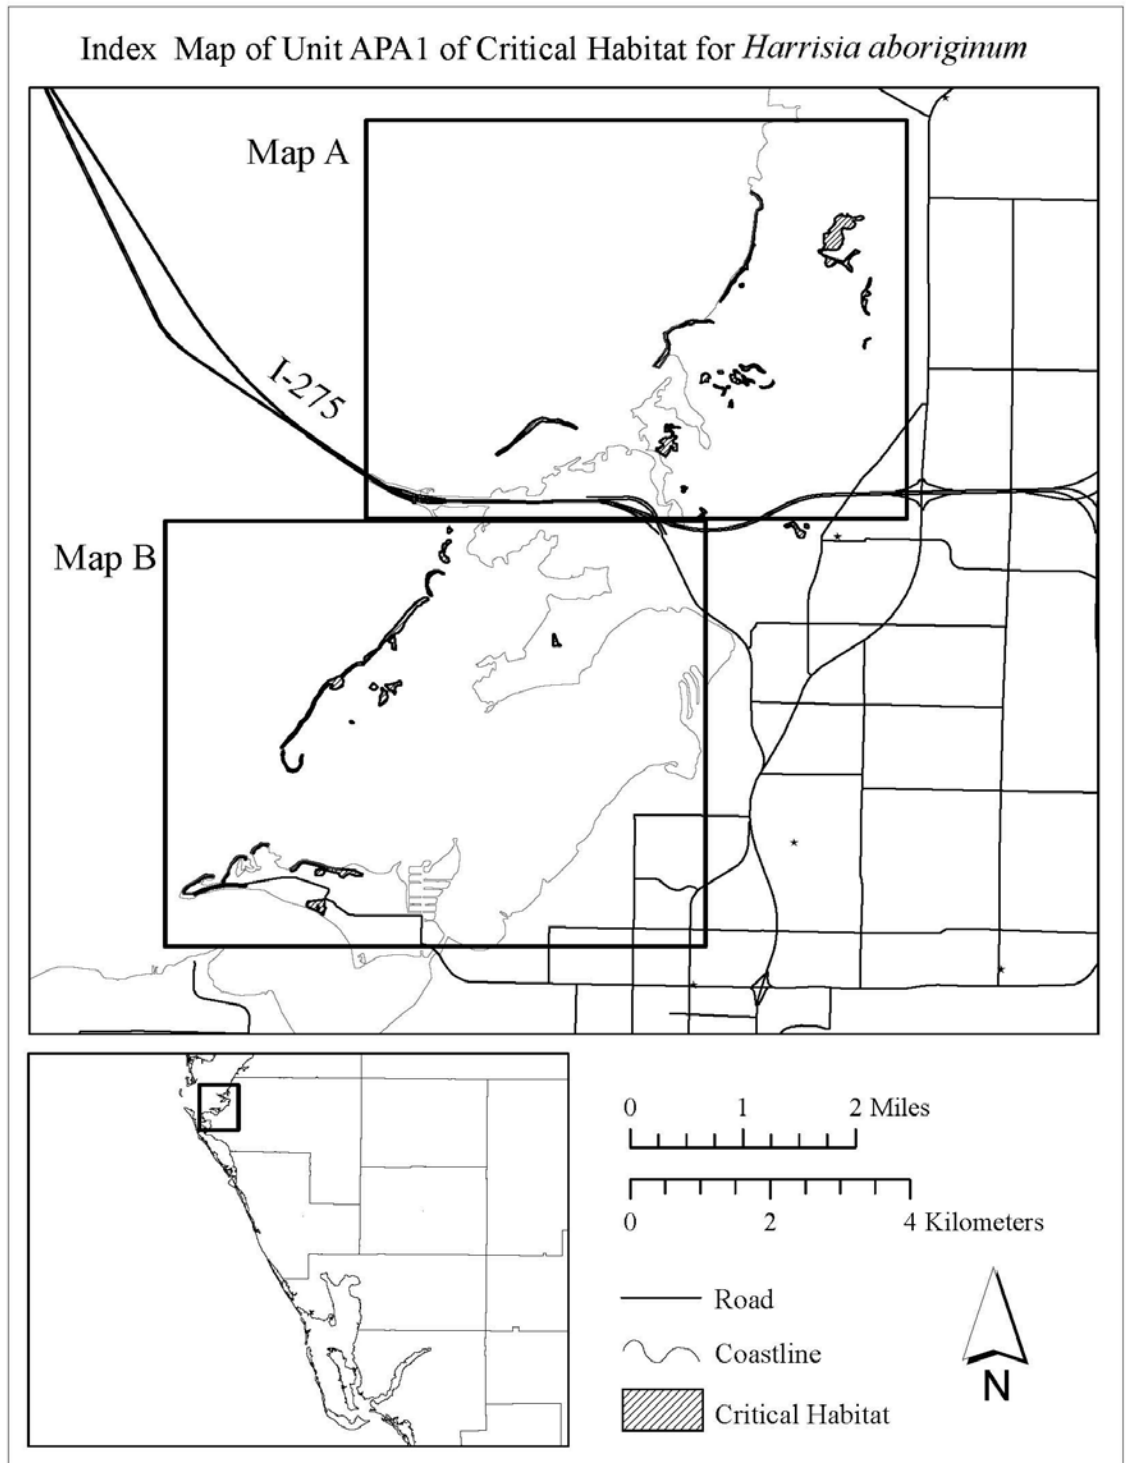 Index Map of Unit APA1 of Critical Habitat for Harrisia aboriginum
Map A
I-275
Map B
0 1 2 Miles
0 2 4 Kilometers
Road
Coastline
Critical Habitat
N